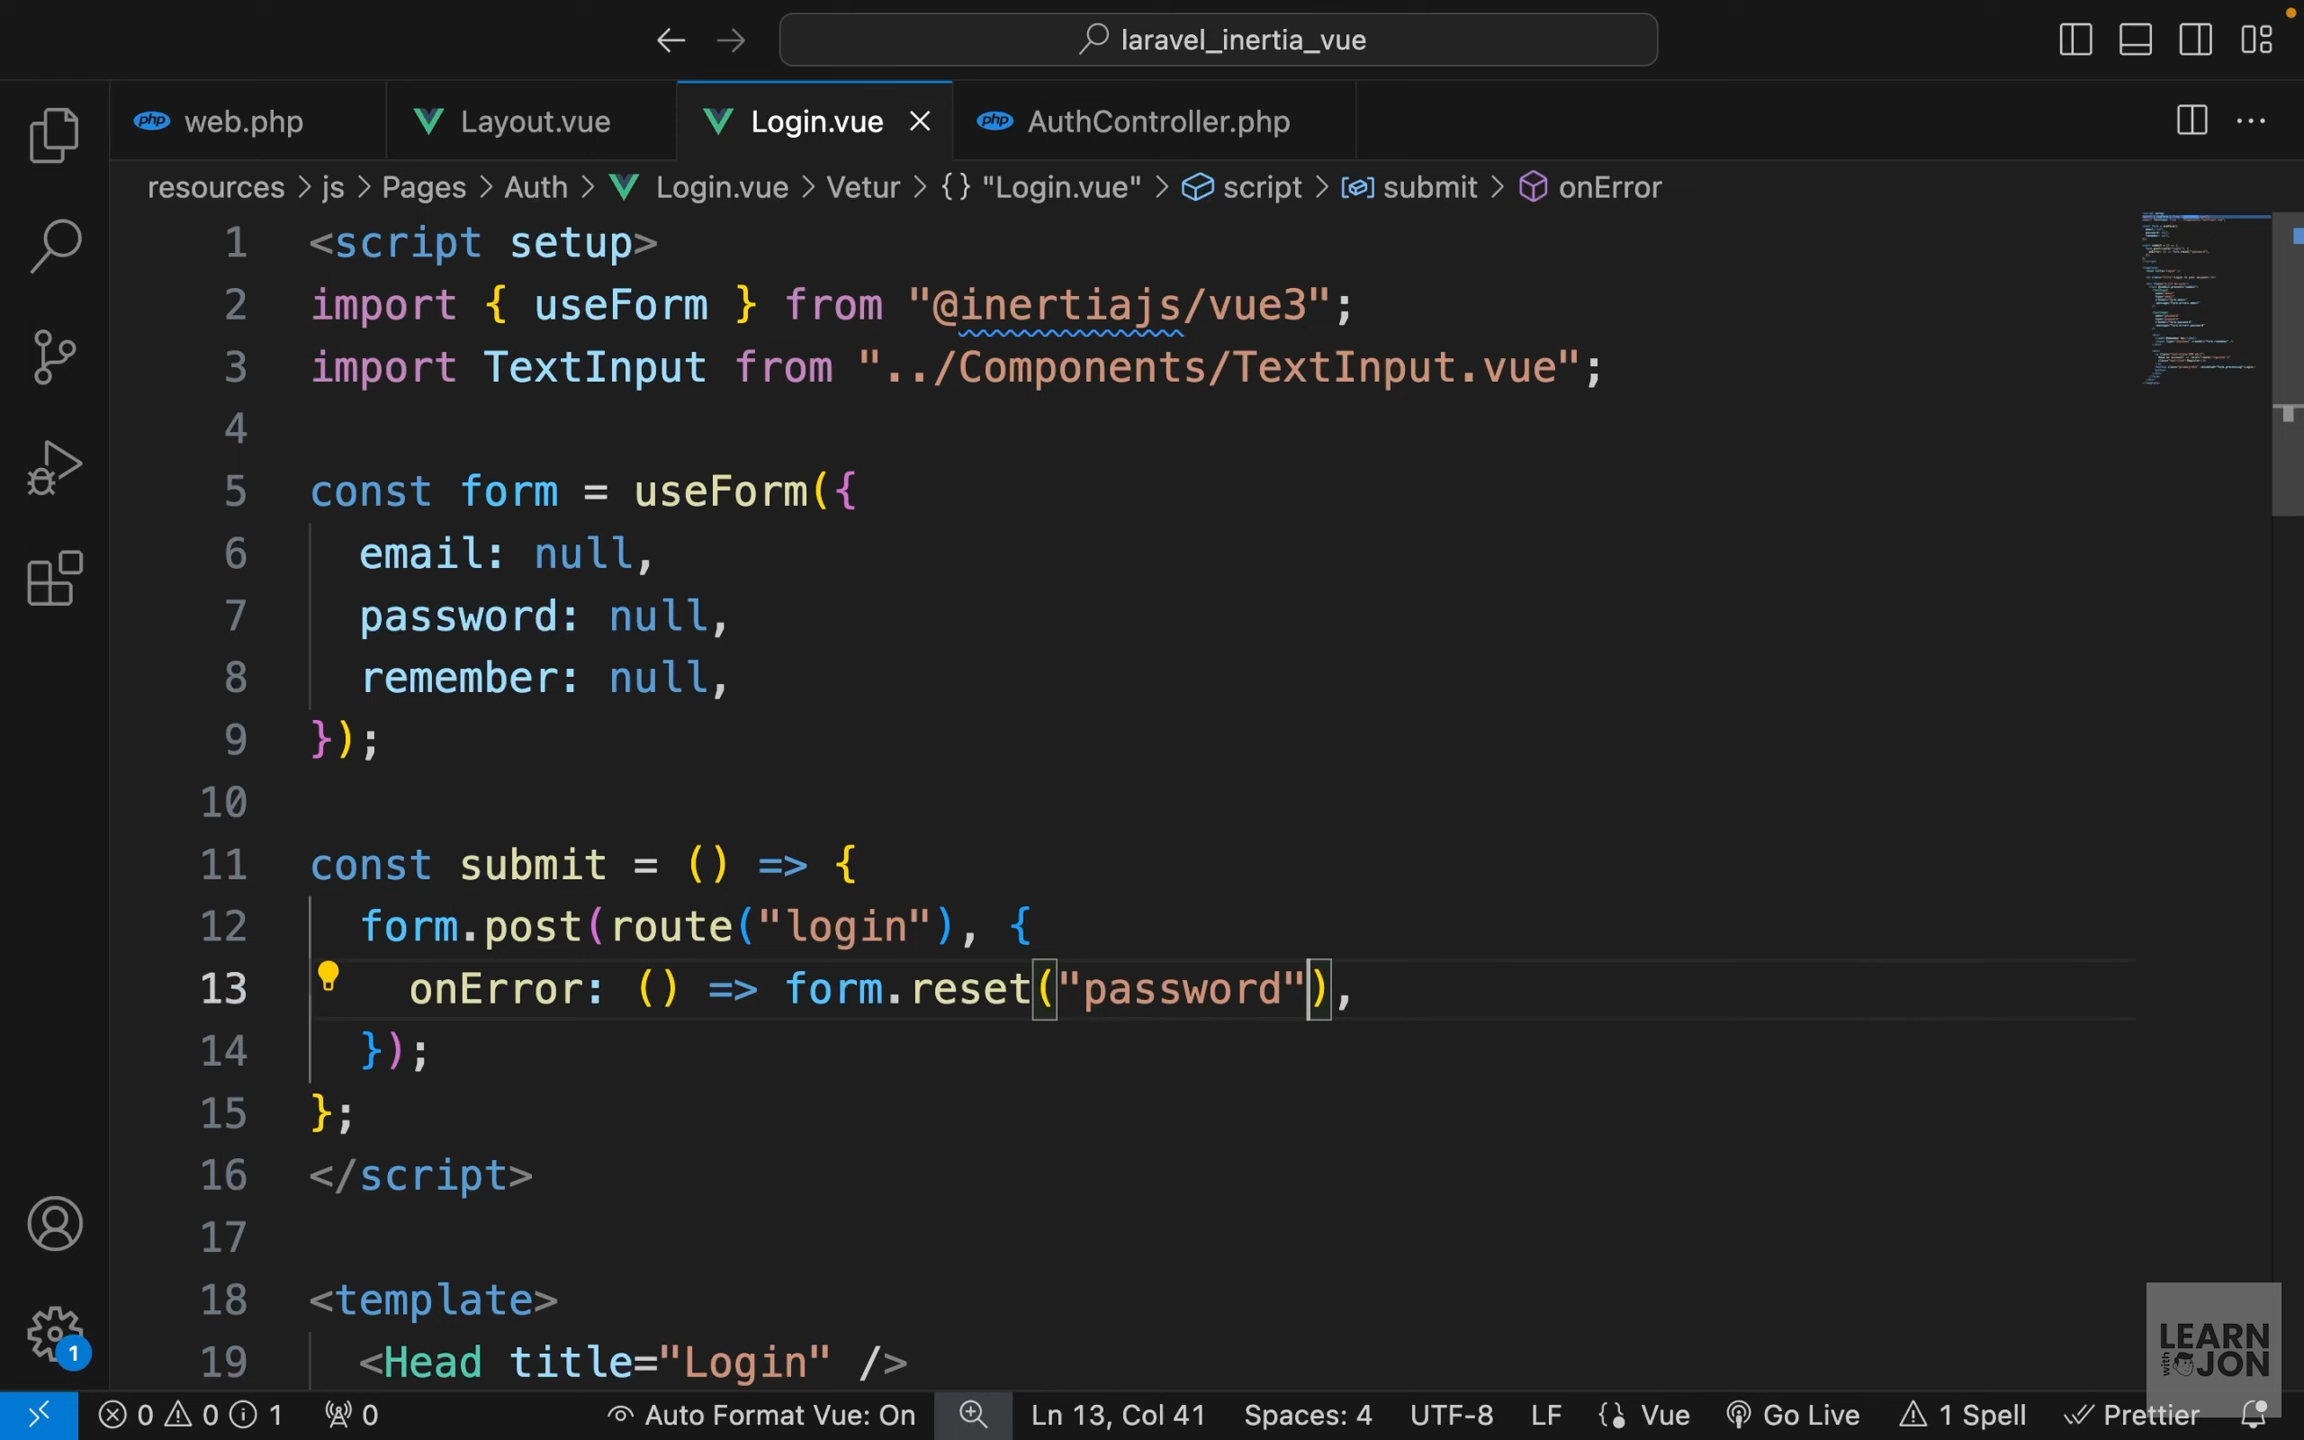 laravel_inertia_vue
php web.php
Layout.vue
Login.vue
php AuthController.php
resources > js > Pages > Auth > Login.vue > Vetur > {} "Login.vue" > script > submit > onError
1 <script setup>
2 import { useForm } from "@inertiajs/vue3";
3 import TextInput from "../Components/TextInput.vue";
4
5 const form = useForm({
6 email: null,
7 password: null,
8 remember: null,
9 });
10
11 const submit = () => {
12 form.post(route("login"), {
13 onError: () => form.reset("password"),
14 });
15 };
16 </script>
17
18 <template>
19 <Head title="Login" />
1
LEARN
with JON
0 0 1 0 Auto Format Vue: On Ln 13, Col 41 Spaces: 4 UTF-8 LF Vue Go Live 1 Spell Prettier